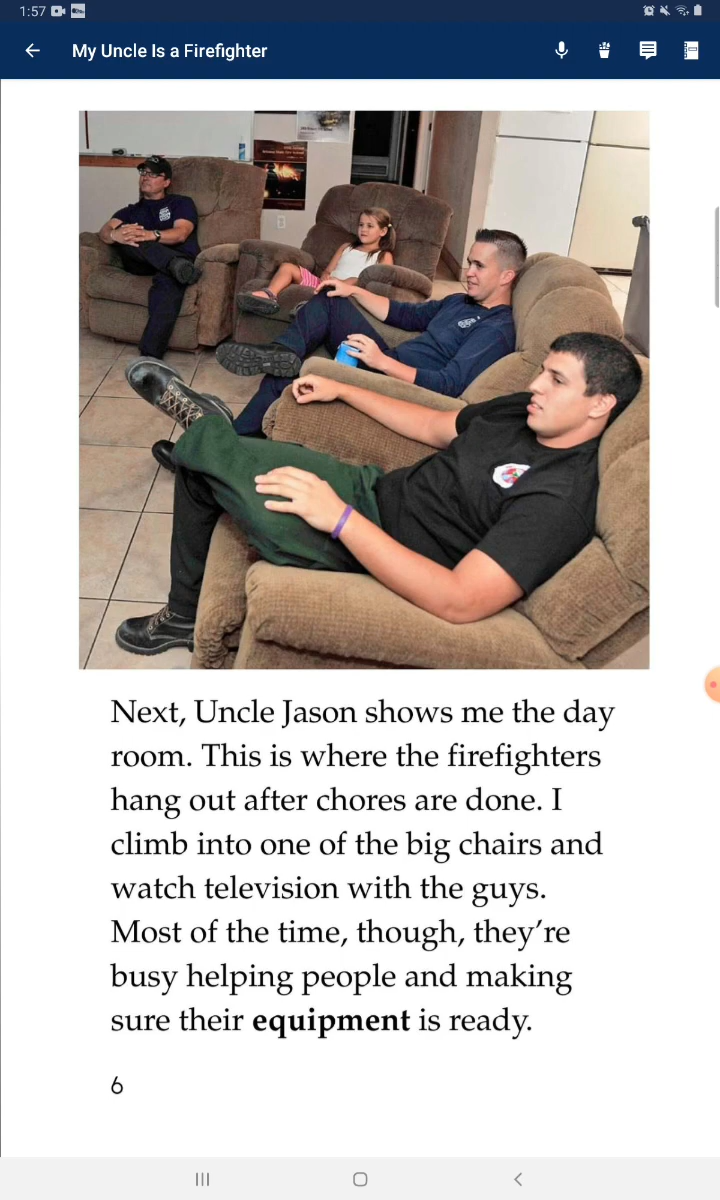 1:57
My Uncle Is a Firefighter
Next, Uncle Jason shows me the day
room. This is where the firefighters
hang out after chores are done. I
climb into one of the big chairs and
watch television with the guys.
Most of the time, though, they're
busy helping people and making
sure their equipment is ready.
6